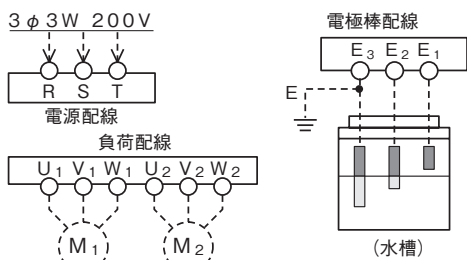 3φ3W 200V
R S T
電源配線
負荷配線
U1 V1 W1 U2 V2 W2
M1 M2
電極棒配線
E3 E2 E1
E
(水槽)